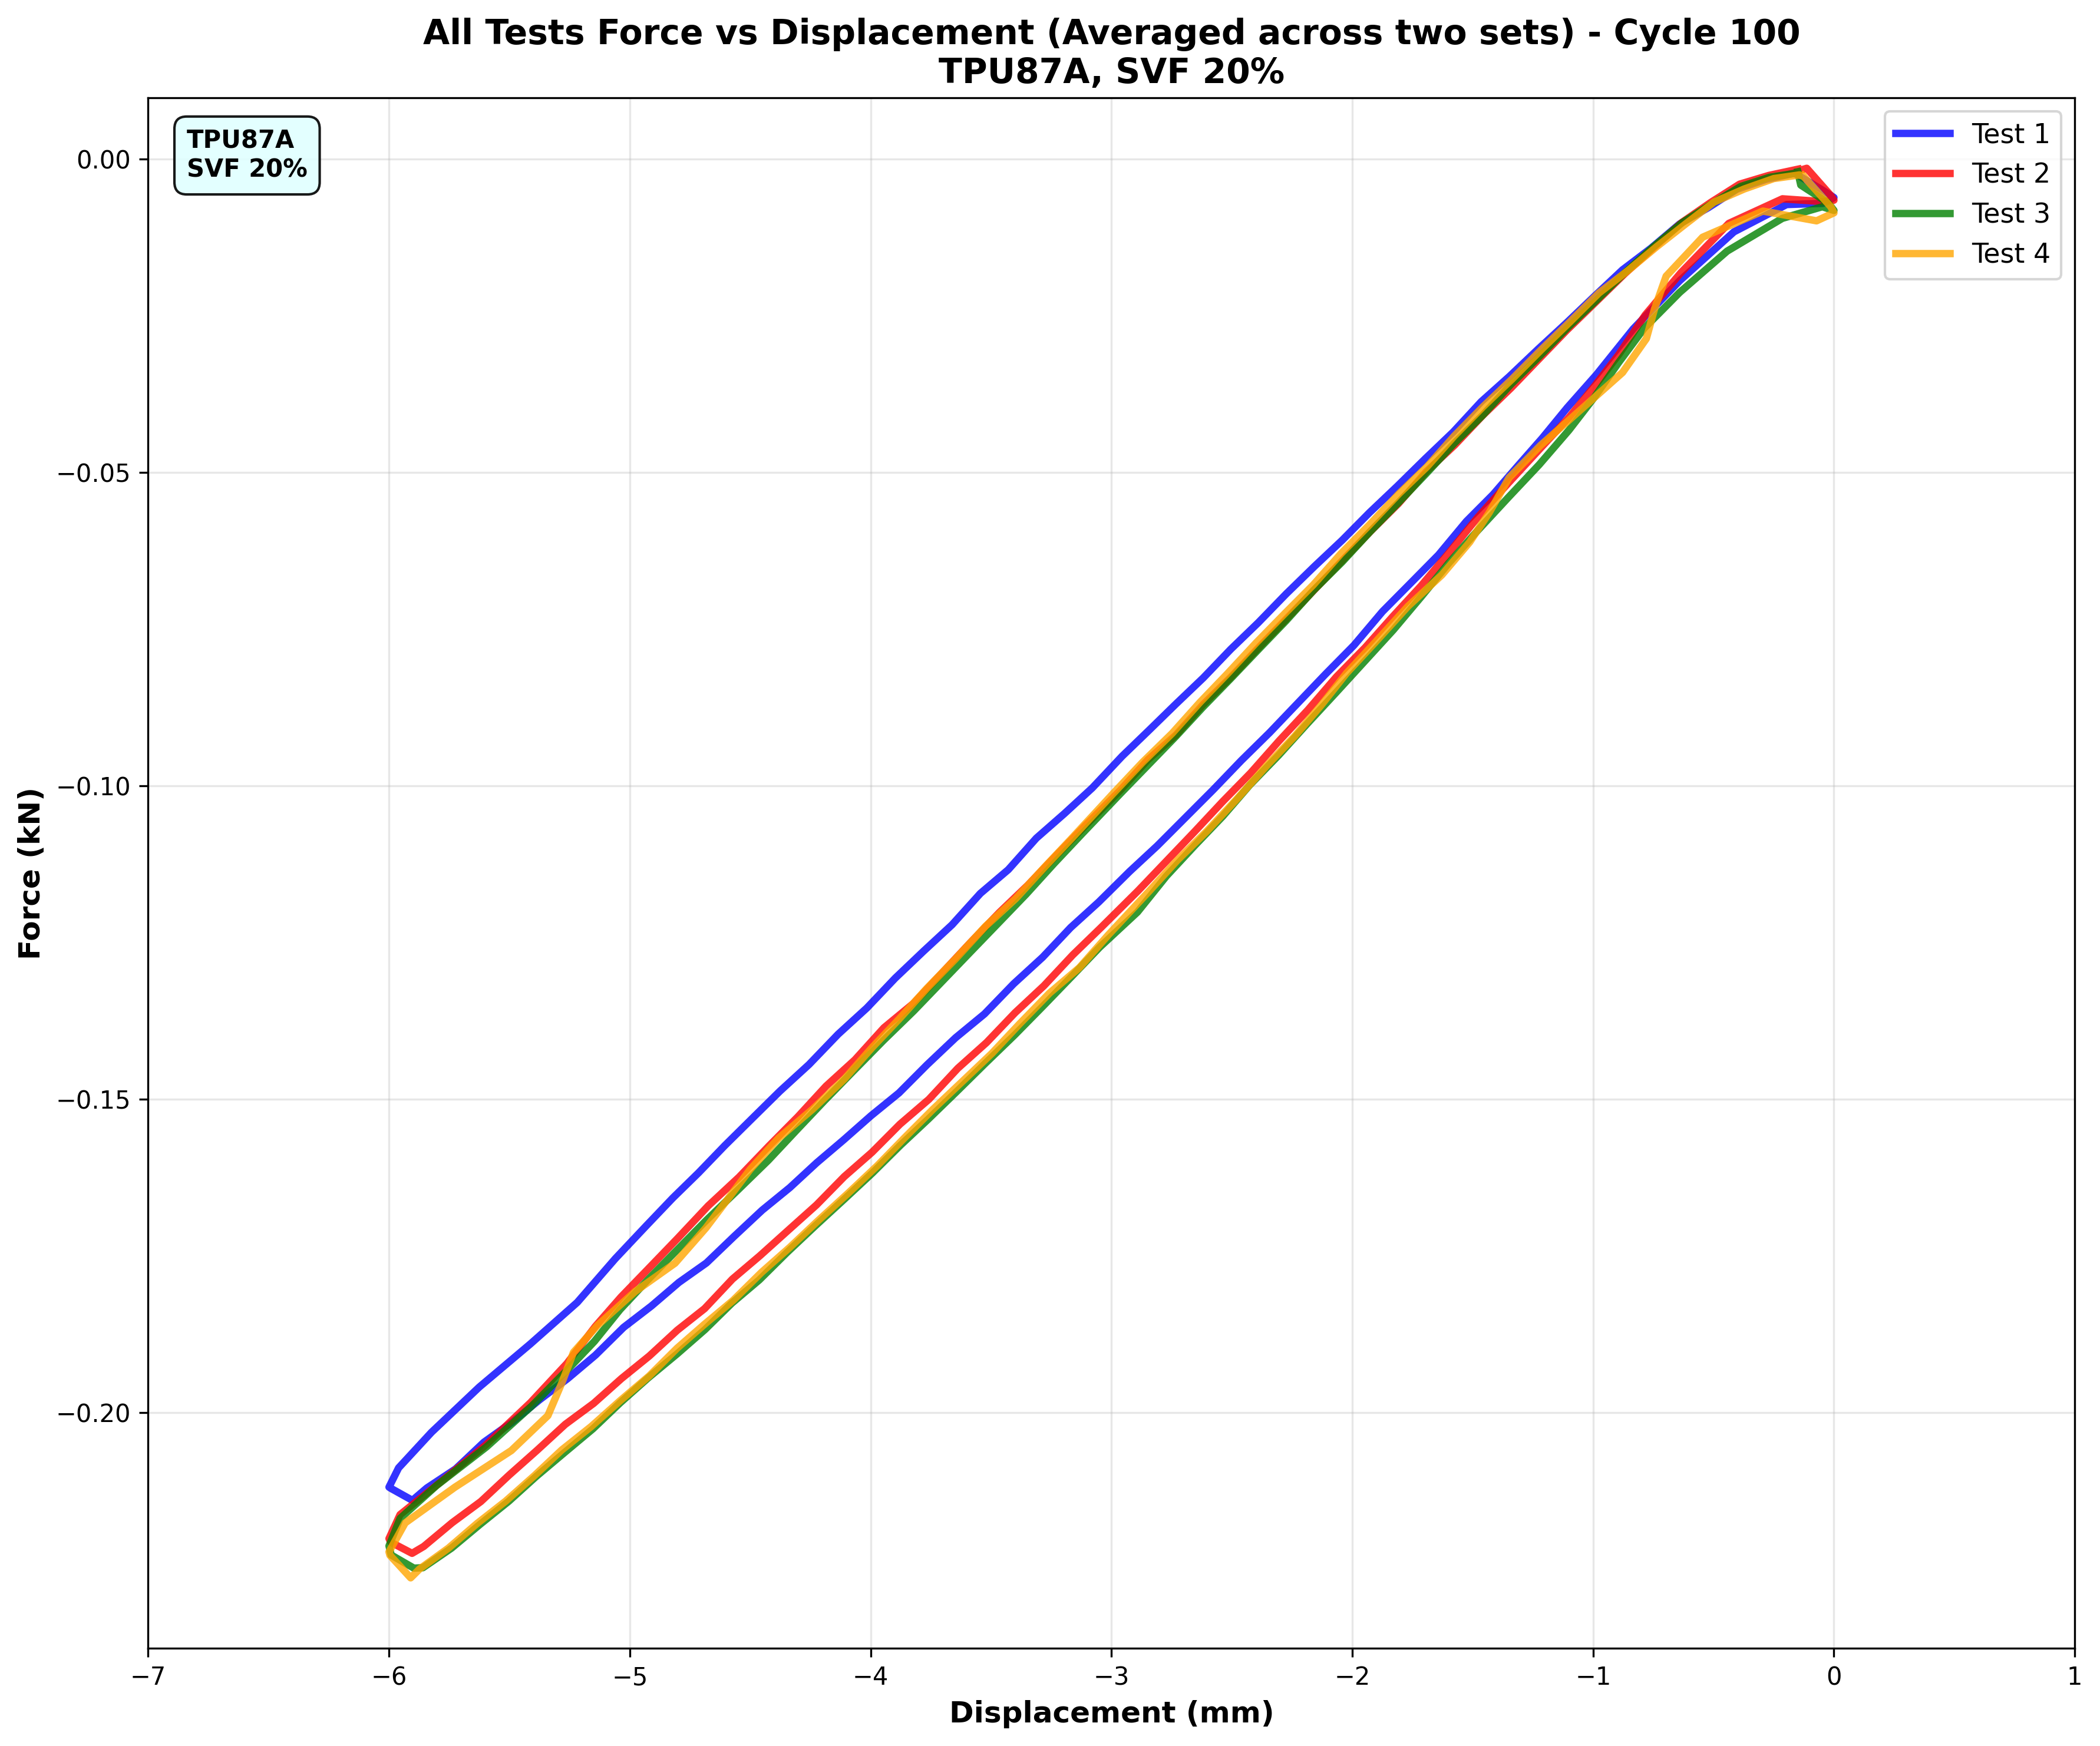 All Tests Force vs Displacement (Averaged across two sets) - Cycle 100
TPU87A, SVF 20%
TPU87A
SVF 20%
Test 1
Test 2
Test 3
Test 4
Force (kN)
0.00
−0.05
−0.10
−0.15
−0.20
−7
−6
−5
−4
−3
−2
−1
0
1
Displacement (mm)